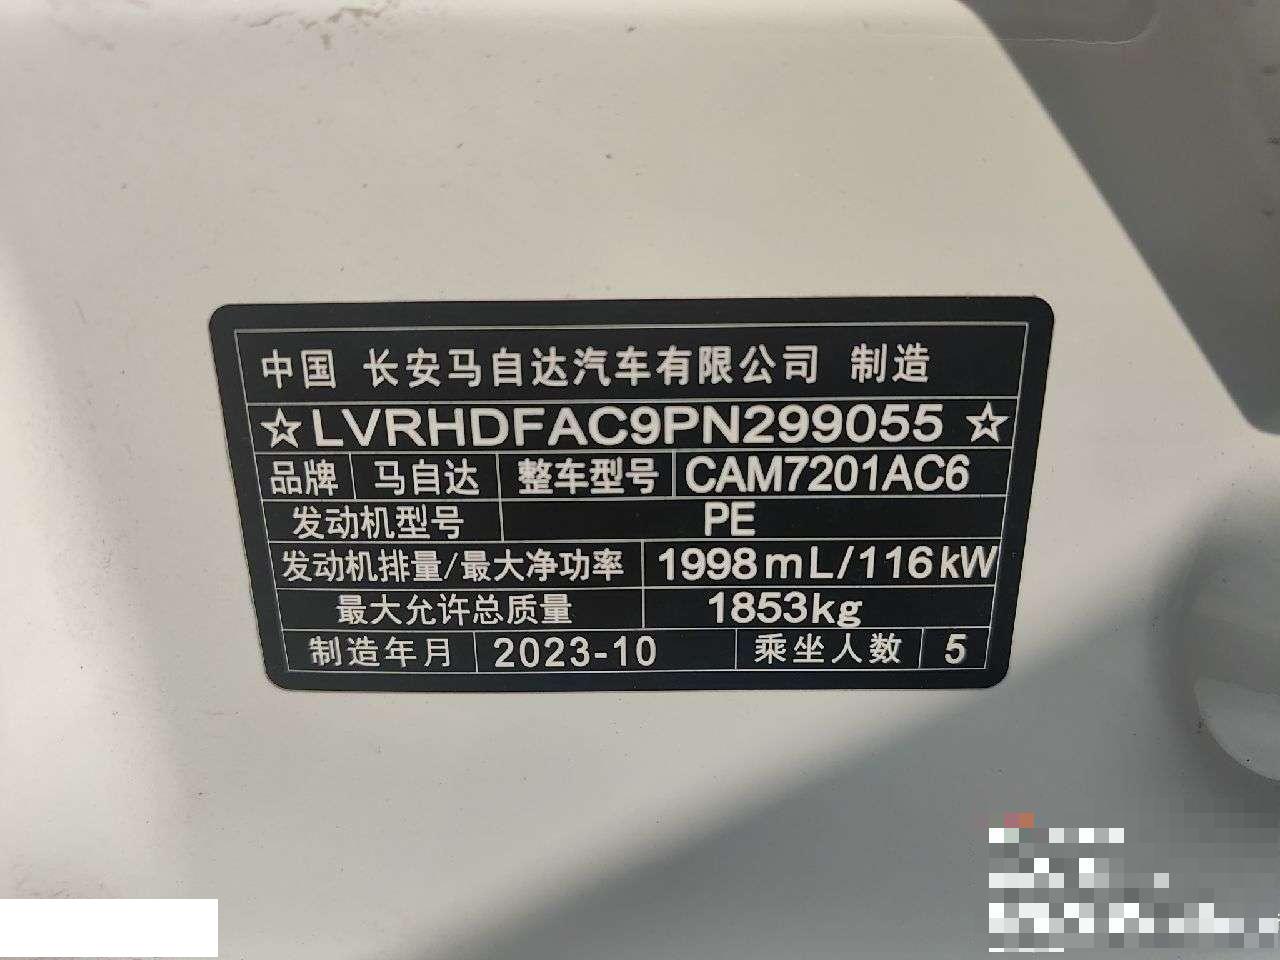 中国 长安马自达汽车有限公司 制造
☆LVRHDFAC9PN299055☆
品牌 马自达 整车型号 CAM7201AC6
发动机型号 PE
发动机排量/最大净功率 1998mL/116kW
最大允许总质量 1853kg
制造年月 2023-10 乘坐人数 5